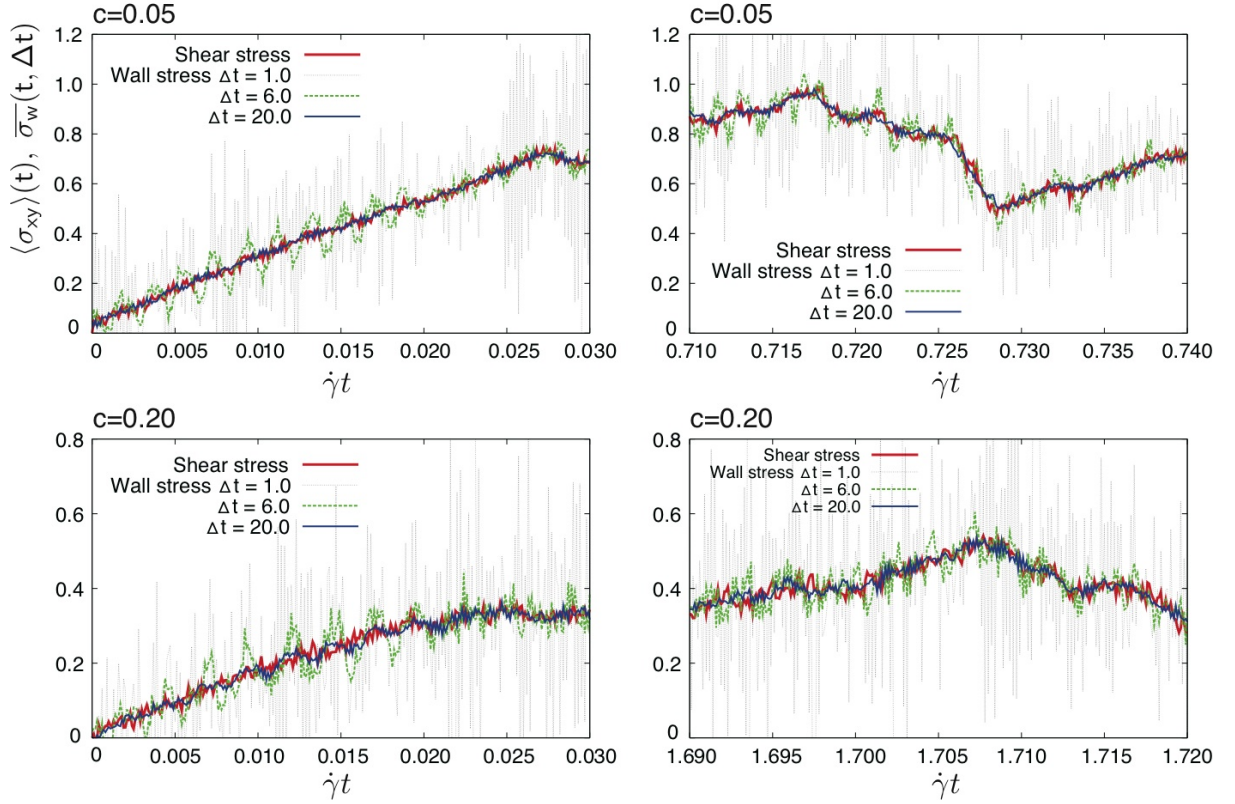 c=0.05
⟨σxy⟩(t), σw(t, Δt)
1.2
1.0
0.8
0.6
0.4
0.2
0
Shear stress
Wall stress Δt = 1.0
Δt = 6.0
Δt = 20.0
0 0.005 0.010 0.015 0.020 0.025 0.030
γ̇ t
c=0.05
1.2
1.0
0.8
0.6
0.4
0.2
0
Shear stress
Wall stress Δt = 1.0
Δt = 6.0
Δt = 20.0
0.710 0.715 0.720 0.725 0.730 0.735 0.740
γ̇ t
c=0.20
0.8
0.6
0.4
0.2
0
Shear stress
Wall stress Δt = 1.0
Δt = 6.0
Δt = 20.0
0 0.005 0.010 0.015 0.020 0.025 0.030
γ̇ t
c=0.20
0.8
0.6
0.4
0.2
0
Shear stress
Wall stress Δt = 1.0
Δt = 6.0
Δt = 20.0
1.690 1.695 1.700 1.705 1.710 1.715 1.720
γ̇ t